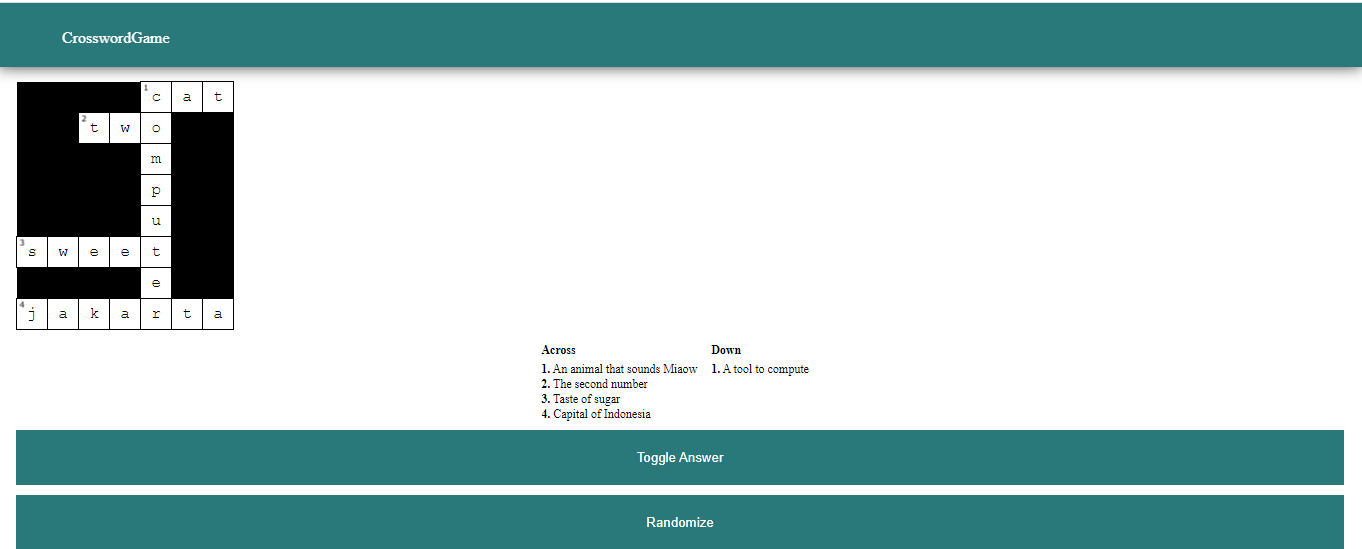 CrosswordGame
1 c a t
2 t w o
m
p
u
3 s w e e t
e
4 j a k a r t a
Across Down
1. An animal that sounds Miaow 1. A tool to compute
2. The second number
3. Taste of sugar
4. Capital of Indonesia
Toggle Answer
Randomize